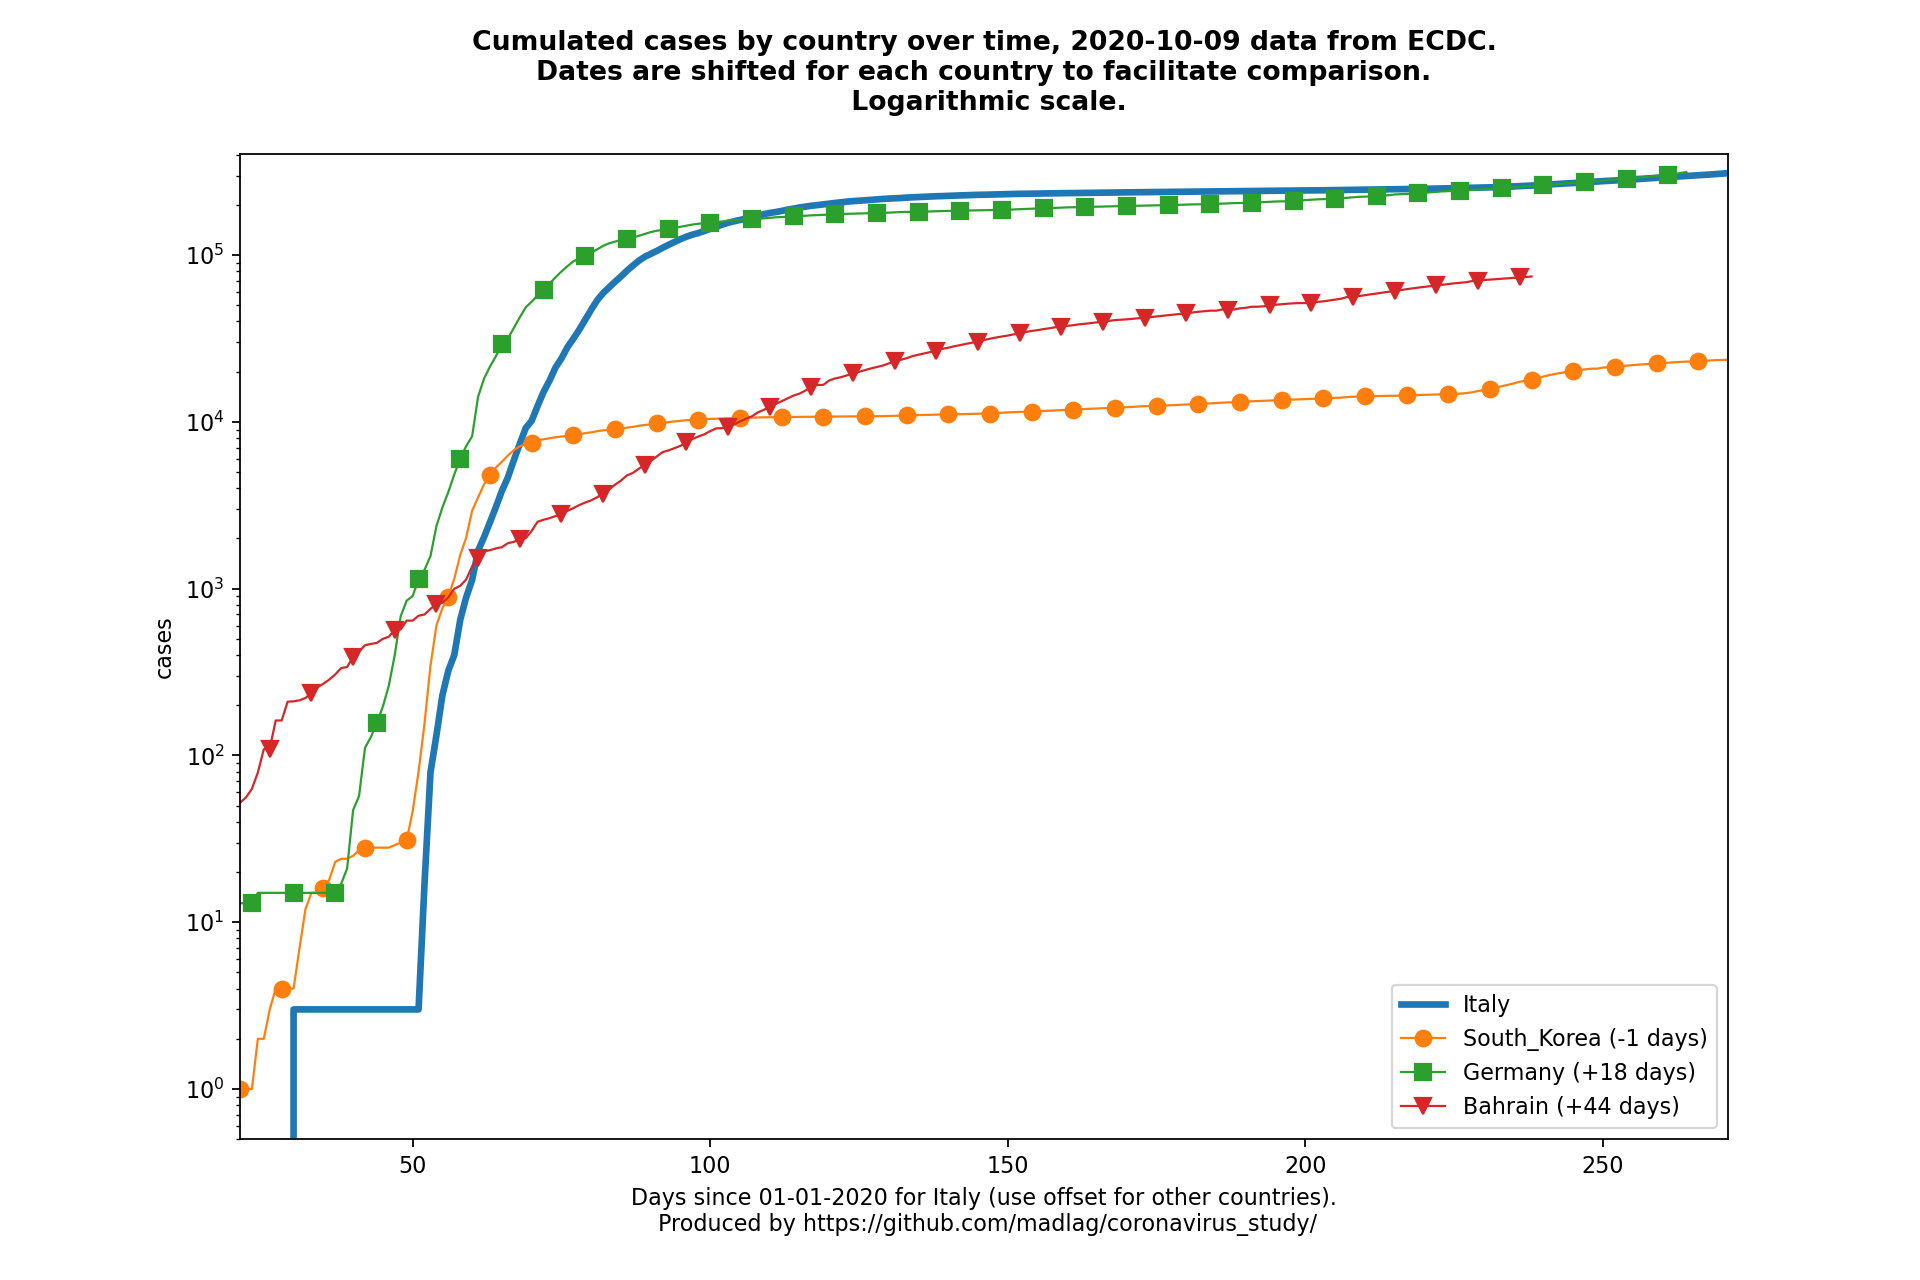 Cumulated cases by country over time, 2020-10-09 data from ECDC.
Dates are shifted for each country to facilitate comparison.
Logarithmic scale.
10^5
10^4
10^3
10^2
10^1
10^0
cases
Italy
South_Korea (-1 days)
Germany (+18 days)
Bahrain (+44 days)
50 100 150 200 250
Days since 01-01-2020 for Italy (use offset for other countries).
Produced by https://github.com/madlag/coronavirus_study/